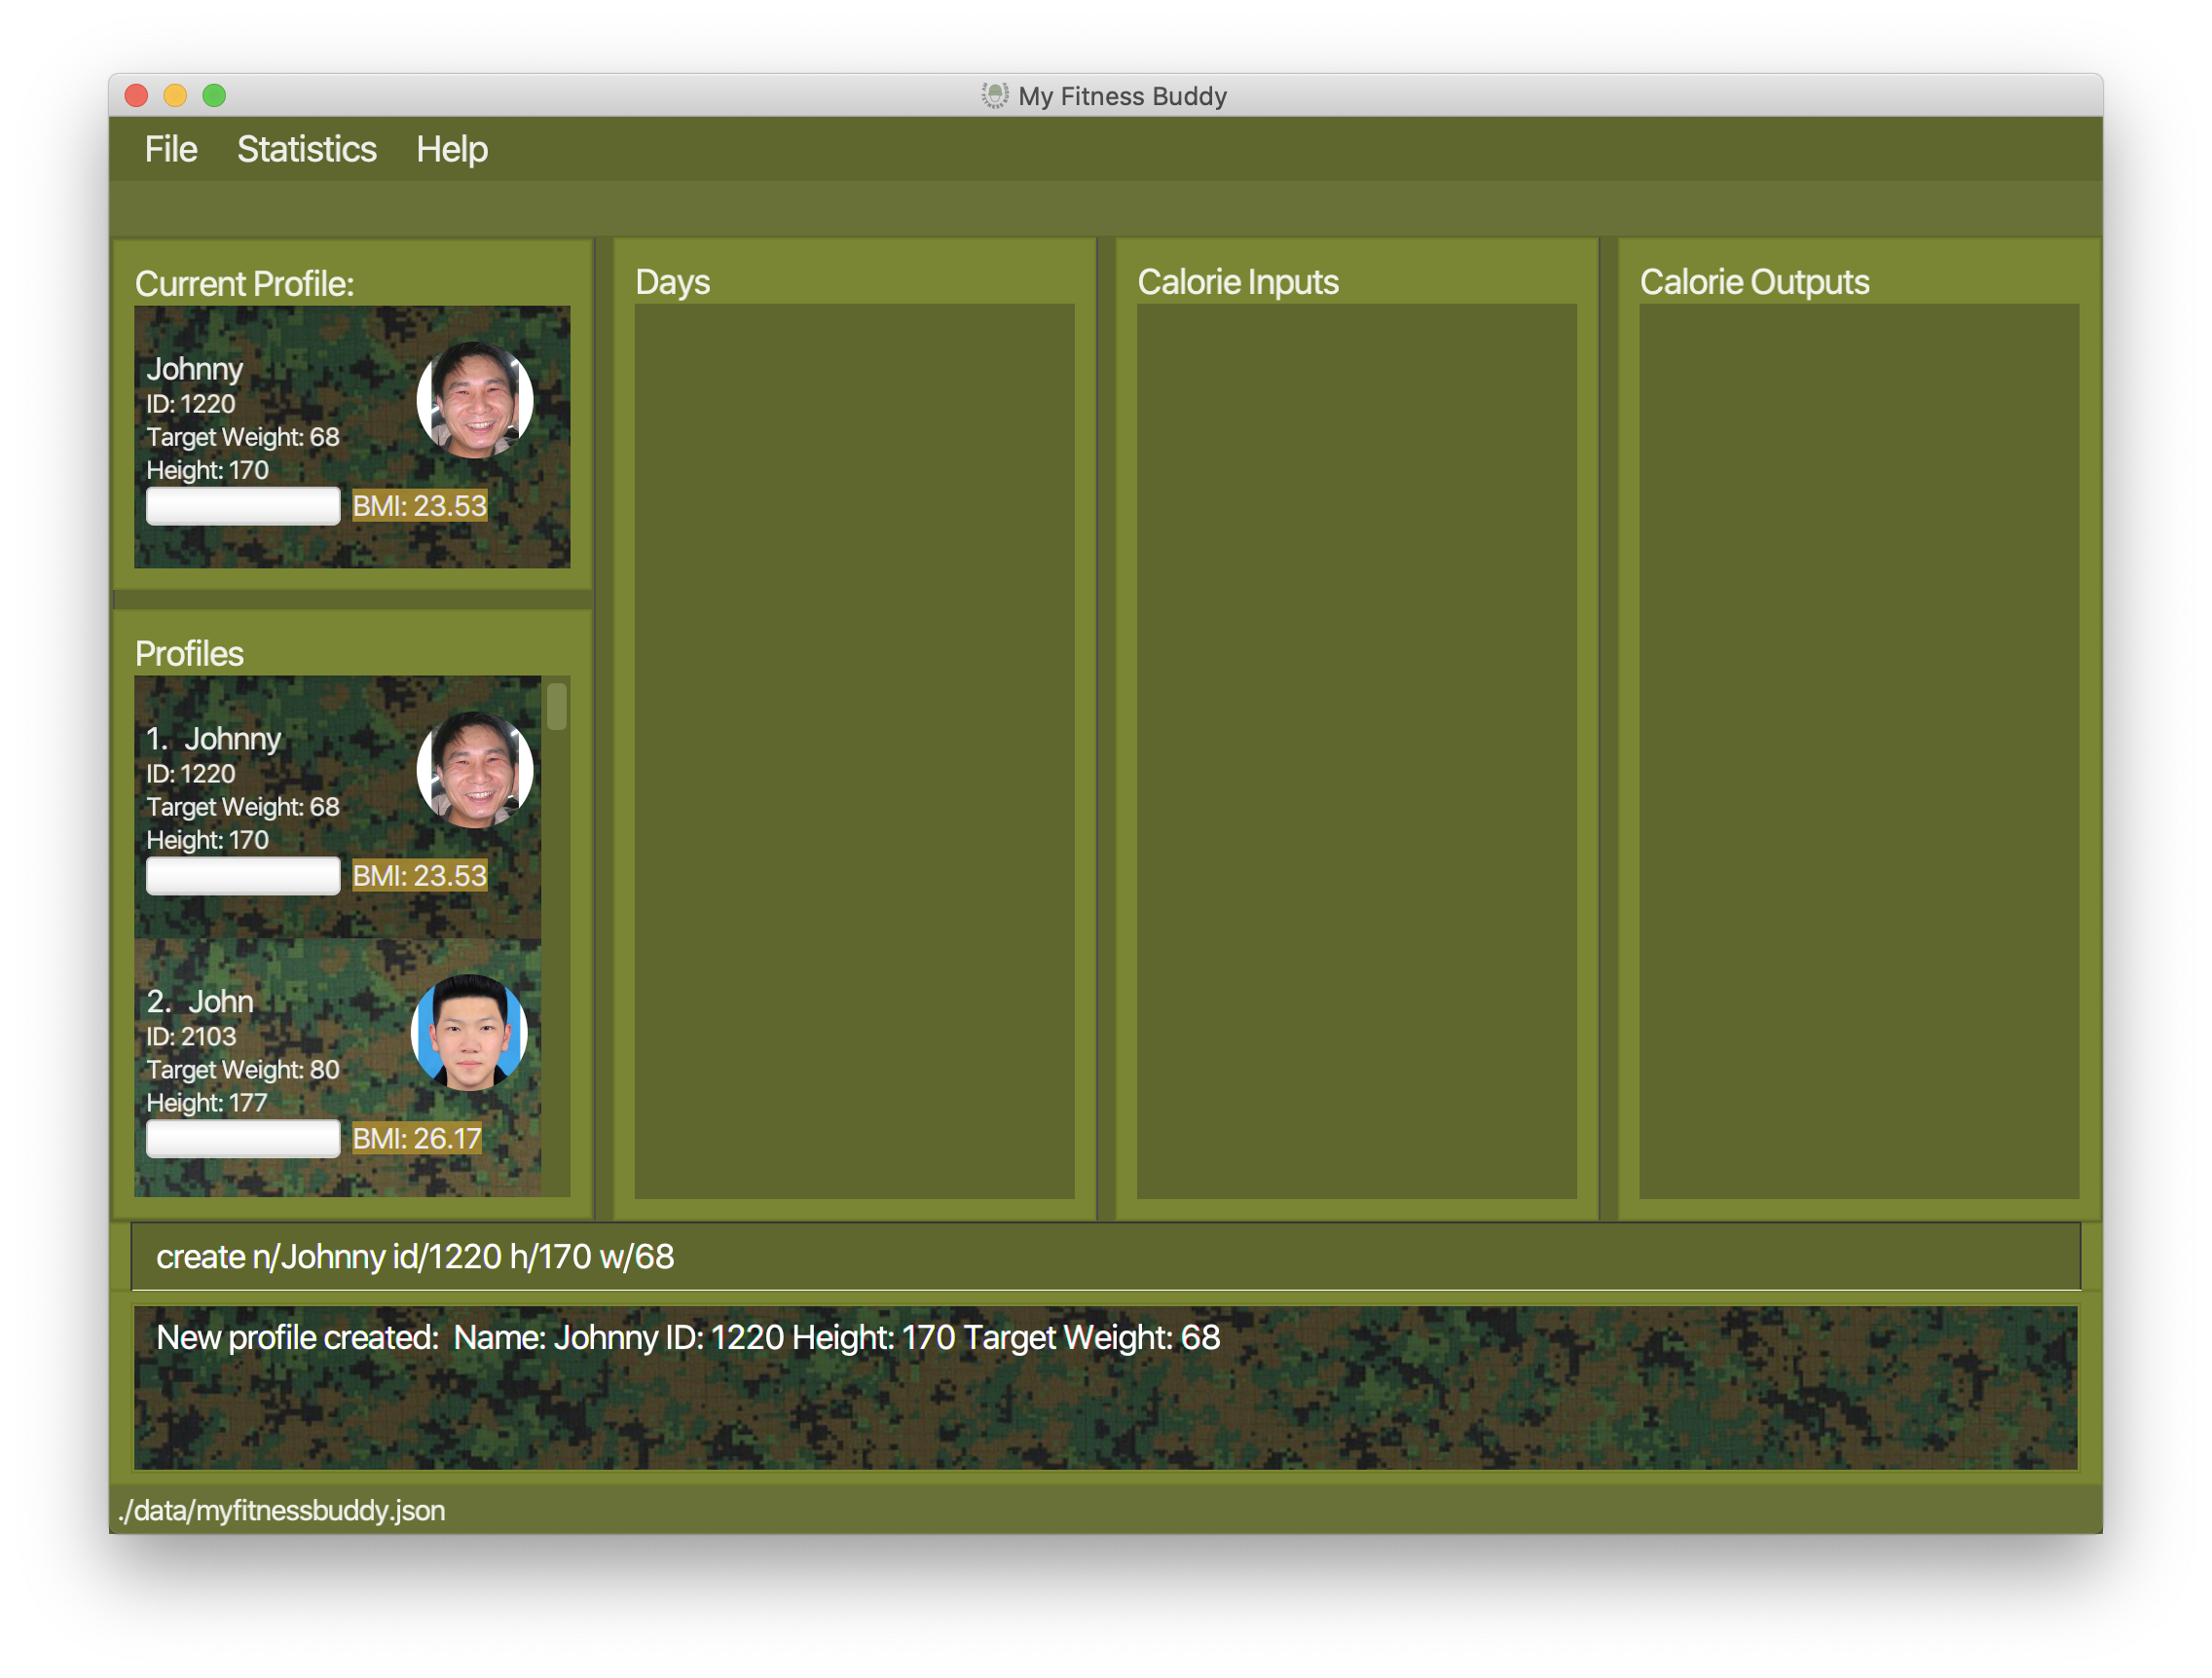 My Fitness Buddy
File Statistics Help
Current Profile:
Johnny
ID: 1220
Target Weight: 68
Height: 170
BMI: 23.53
Profiles
1. Johnny
ID: 1220
Target Weight: 68
Height: 170
BMI: 23.53
2. John
ID: 2103
Target Weight: 80
Height: 177
BMI: 26.17
Days
Calorie Inputs
Calorie Outputs
create n/Johnny id/1220 h/170 w/68
New profile created: Name: Johnny ID: 1220 Height: 170 Target Weight: 68
./data/myfitnessbuddy.json